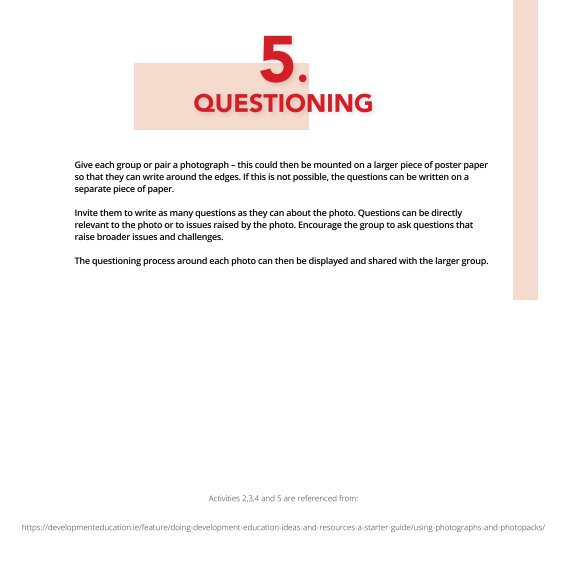 5.
QUESTIONING
Give each group or pair a photograph – this could then be mounted on a larger piece of poster paper
so that they can write around the edges. If this is not possible, the questions can be written on a
separate piece of paper.
Invite them to write as many questions as they can about the photo. Questions can be directly
relevant to the photo or to issues raised by the photo. Encourage the group to ask questions that
raise broader issues and challenges.
The questioning process around each photo can then be displayed and shared with the larger group.
Activities 2,3,4 and 5 are referenced from:
https://developmenteducation.ie/feature/doing-development-education-ideas-and-resources-a-starter-guide/using-photographs-and-photopacks/